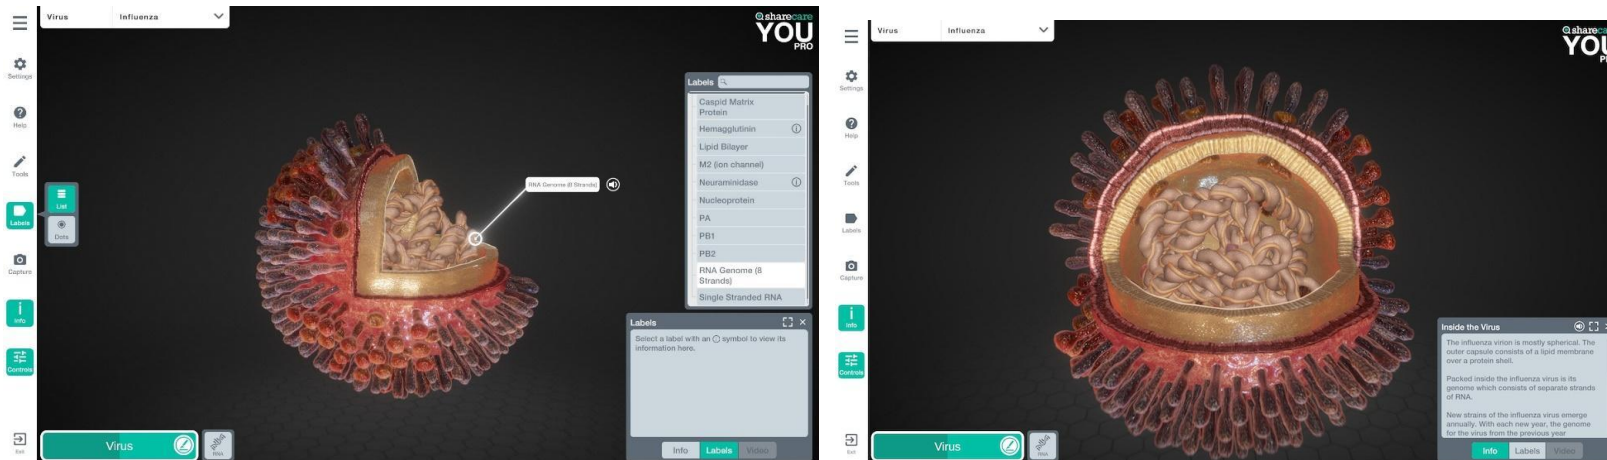 Virus Influenza
sharecare
YOU
PRO
Settings
Help
Tools
List
Labels
Dots
Capture
Info
Controls
Exit
RNA Genome (8 Strands)
Labels
Caspid Matrix
Protein
Hemagglutinin
Lipid Bilayer
M2 (ion channel)
Neuraminidase
Nucleoprotein
PA
PB1
PB2
RNA Genome (8
Strands)
Single Stranded RNA
Labels
Select a label with an ⓘ symbol to view its
information here.
Info Labels Video
Virus
RNA
Virus Influenza
shareca
YOU
P
Settings
Help
Tools
Labels
Capture
Info
Controls
Exit
Inside the Virus
The influenza virion is mostly spherical. The
outer capsule consists of a lipid membrane
over a protein shell.
Packed inside the influenza virus is its
genome which consists of separate strands
of RNA.
New strains of the influenza virus emerge
annually. With each new year, the genome
for the virus from the previous year
Info Labels Video
Virus
RNA